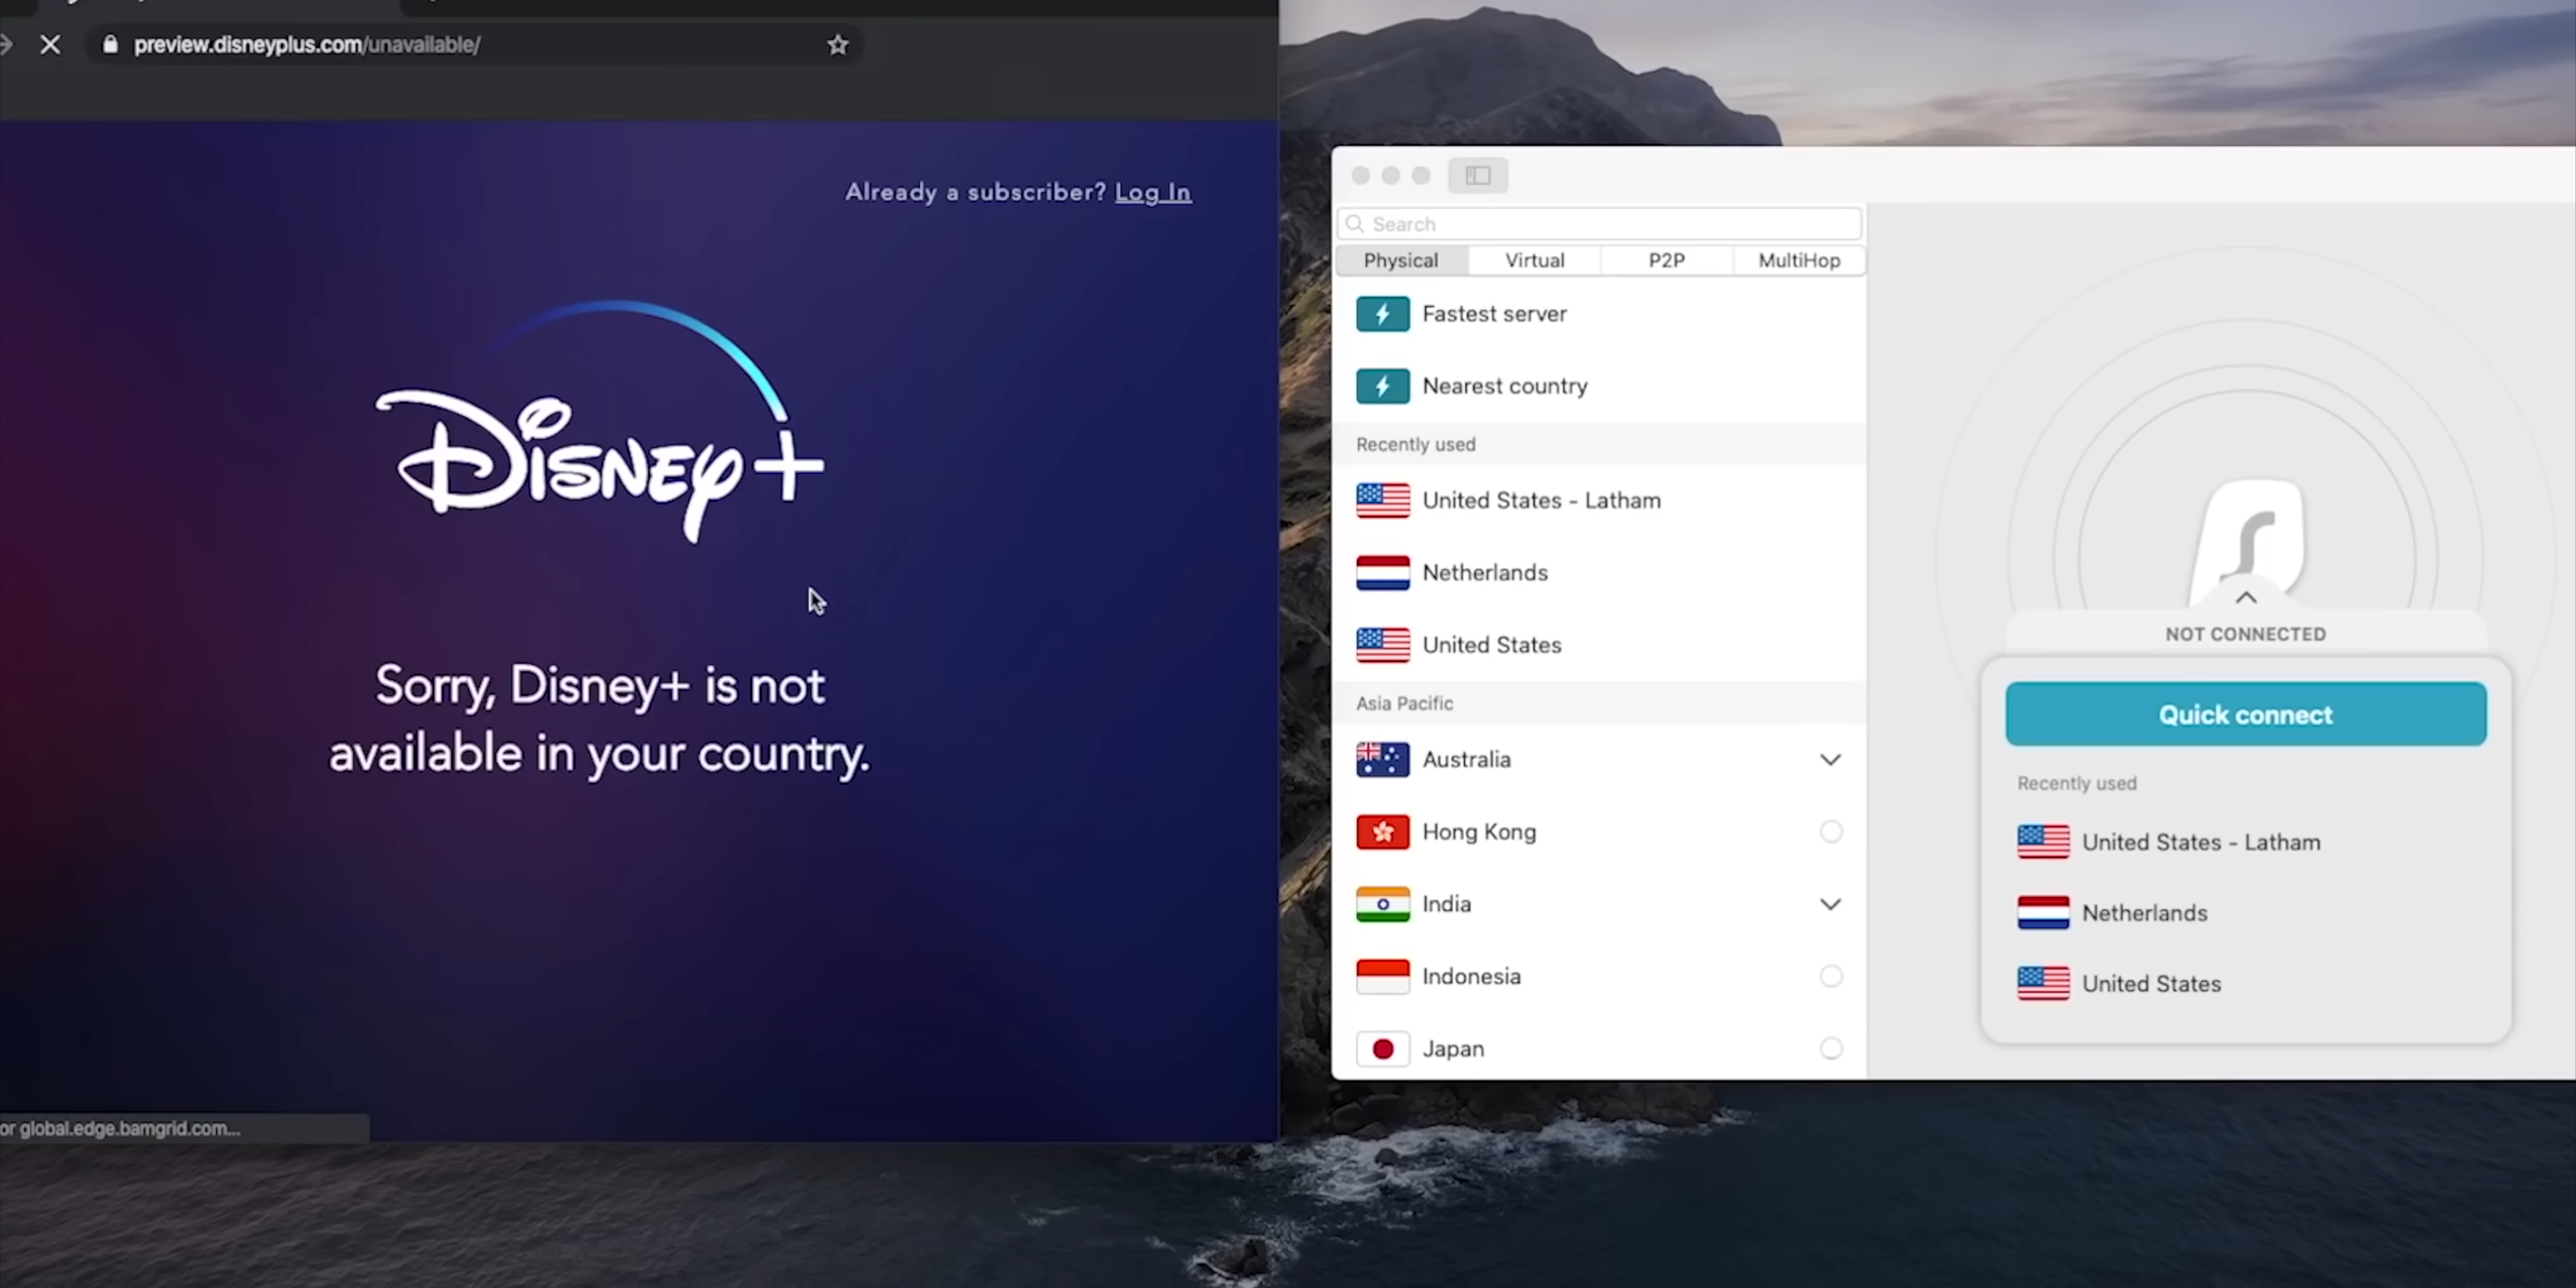 preview.disneyplus.com/unavailable/
Already a subscriber? Log In
Disney+
Sorry, Disney+ is not
available in your country.
or global.edge.bamgrid.com...
Search
Physical
Virtual
P2P
MultiHop
Fastest server
Nearest country
Recently used
United States - Latham
Netherlands
United States
Asia Pacific
Australia
Hong Kong
India
Indonesia
Japan
NOT CONNECTED
Quick connect
Recently used
United States - Latham
Netherlands
United States